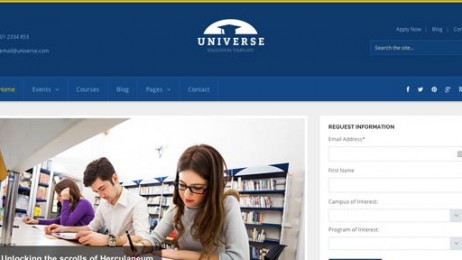 01 2334 853
email@universe.com
UNIVERSE
EDUCATION TEMPLATE
Apply Now | Blog | Con
Search the site...
Home Events Courses Blog Pages Contact
REQUEST INFORMATION
Email Address*
First Name
Campus of Interest:
Program of Interest:
Unlocking the scrolls of Herculaneum